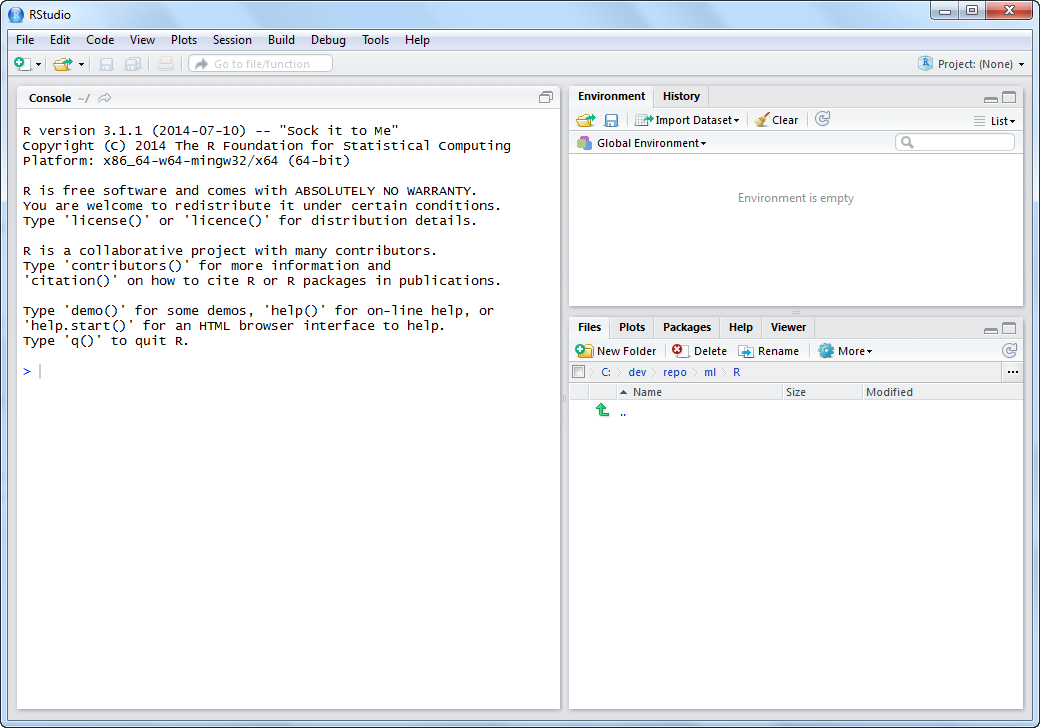 RStudio
File Edit Code View Plots Session Build Debug Tools Help
Go to file/function Project: (None)
Console ~/
R version 3.1.1 (2014-07-10) -- "Sock it to Me"
Copyright (C) 2014 The R Foundation for Statistical Computing
Platform: x86_64-w64-mingw32/x64 (64-bit)
R is free software and comes with ABSOLUTELY NO WARRANTY.
You are welcome to redistribute it under certain conditions.
Type 'license()' or 'licence()' for distribution details.
R is a collaborative project with many contributors.
Type 'contributors()' for more information and
'citation()' on how to cite R or R packages in publications.
Type 'demo()' for some demos, 'help()' for on-line help, or
'help.start()' for an HTML browser interface to help.
Type 'q()' to quit R.
>
Environment History
Import Dataset Clear List
Global Environment
Environment is empty
Files Plots Packages Help Viewer
New Folder Delete Rename More
C: dev repo ml R ...
Name Size Modified
..